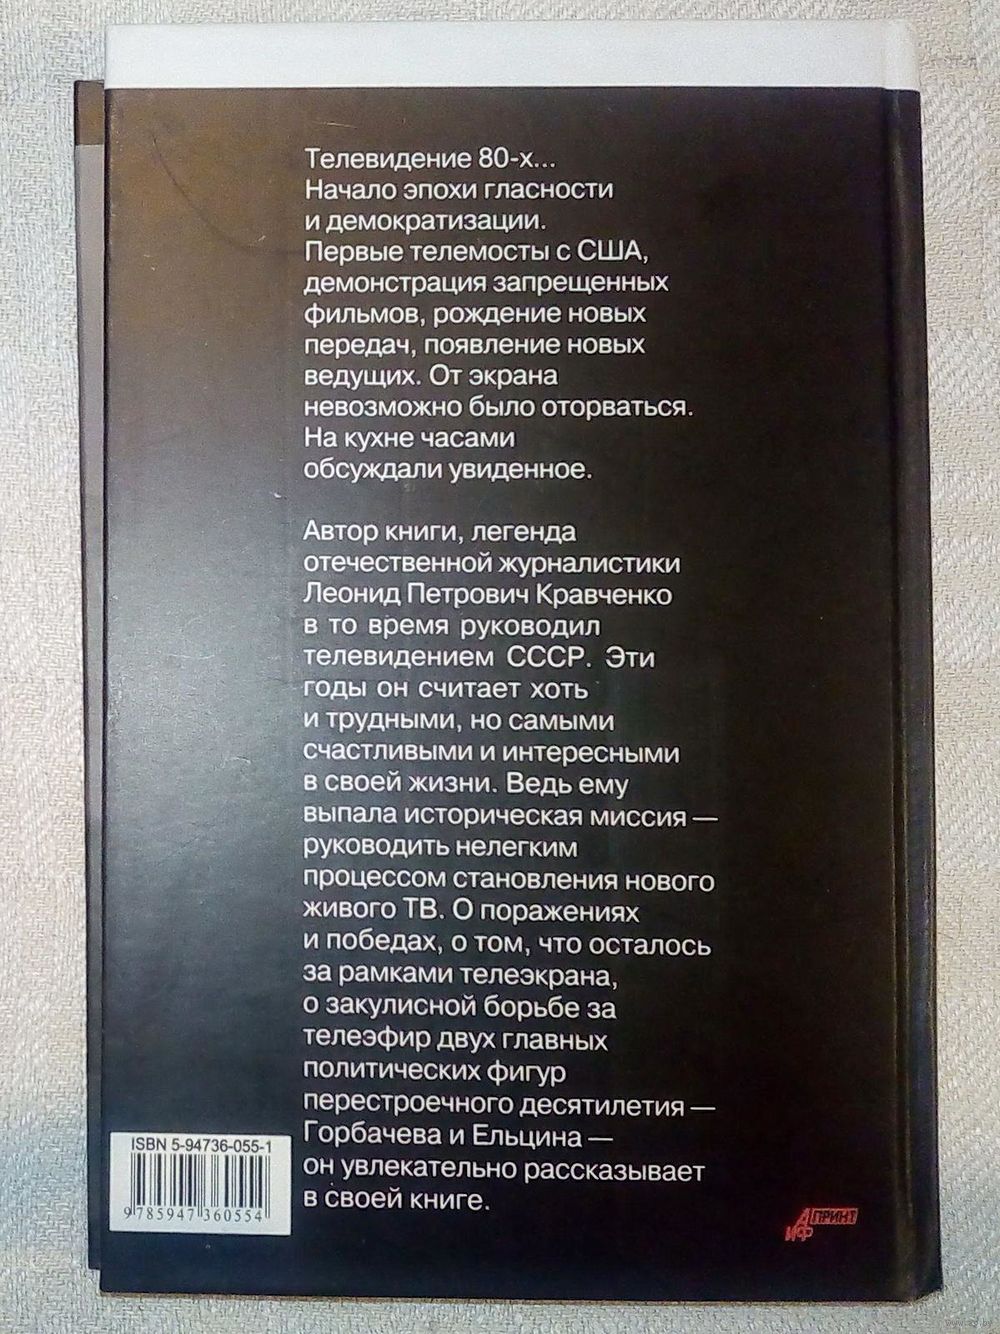 Телевидение 80-х...
Начало эпохи гласности
и демократизации.
Первые телемосты с США,
демонстрация запрещенных
фильмов, рождение новых
передач, появление новых
ведущих. От экрана
невозможно было оторваться.
На кухне часами
обсуждали увиденное.
Автор книги, легенда
отечественной журналистики
Леонид Петрович Кравченко
в то время руководил
телевидением СССР. Эти
годы он считает хоть
и трудными, но самыми
счастливыми и интересными
в своей жизни. Ведь ему
выпала историческая миссия —
руководить нелегким
процессом становления нового
живого ТВ. О поражениях
и победах, о том, что осталось
за рамками телеэкрана,
о закулисной борьбе за
телеэфир двух главных
политических фигур
перестроечного десятилетия —
Горбачева и Ельцина —
он увлекательно рассказывает
в своей книге.
ISBN 5-94736-055-1
9 785947 360554
АиФ ПРИНТ